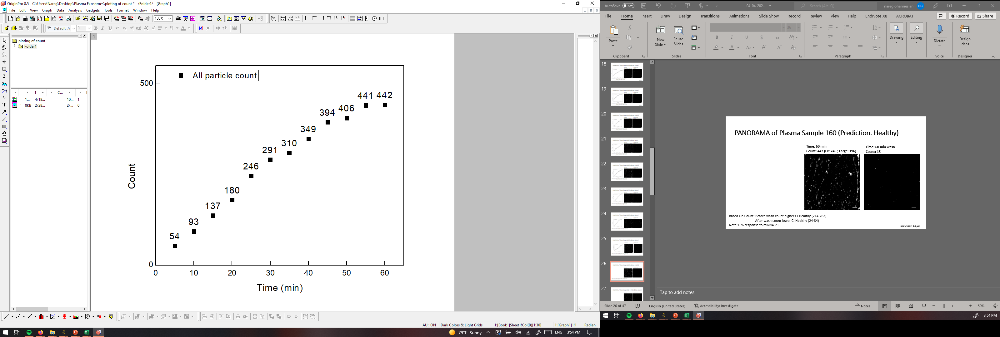 OriginPro 8.5 - C:\Users\Nareg\Desktop\Plasma Exosomes\ploting of count * - /Folder1/ - [Graph1]
File Edit View Graph Data Analysis Gadgets Tools Format Window Help
100%
Default: A 0 B I U
ploting of count
Folder1
C...
1... 4/18... 10... 1
8KB 2/28... 2/... 0
1
All particle count
500
441 442
394 406
349
310
291
246
180
137
93
54
0
Count
0 10 20 30 40 50 60
Time (min)
AU : ON Dark Colors & Light Grids 1:[Book1]Sheet1!Col(B)[1:30] 1:[Graph1]1!1 Radian
79°F Sunny ENG 3:54 PM
AutoSave Off 04-04-202... Search (Alt+Q) nareg ohannesian NO
File Home Insert Draw Design Transitions Animations Slide Show Record Review View Help EndNote X8 ACROBAT Record Share
Paste New Slide Reuse Slides 36 Drawing Editing Dictate Design Ideas
B I U S ab AV
Aa
Clipboard Slides Font Paragraph Voice Designer
18
19
20
21
22
23
24
25
26
27
PANORAMA of Plasma Sample 160 (Prediction: Healthy)
Time: 60 min
Count: 442 (Ex: 246 ; Large: 196)
Time: 60 min wash
Count: 15
Based On Count: Before wash count higher CI Healthy (214-263)
After wash count lower CI Healthy (24-34)
Note: 0 % response to miRNA-21
Scale bar: 10 μm
Tap to add notes
Slide 26 of 47 English (United States) Accessibility: Investigate Notes 50%
3:54 PM